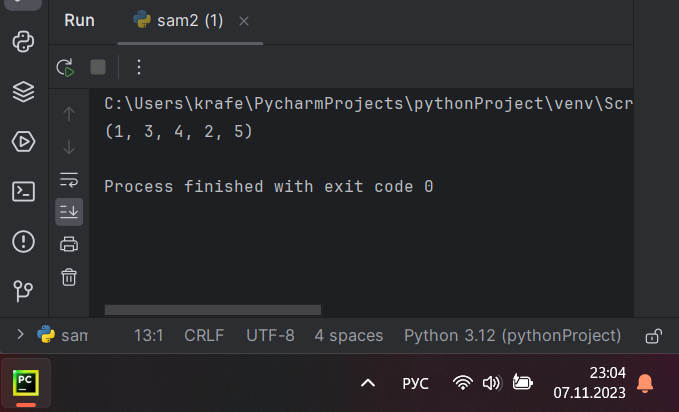 Run
sam2 (1)
C:\Users\krafe\PycharmProjects\pythonProject\venv\Scr
(1, 3, 4, 2, 5)
Process finished with exit code 0
sam
13:1
CRLF
UTF-8
4 spaces
Python 3.12 (pythonProject)
PC
РУС
23:04
07.11.2023